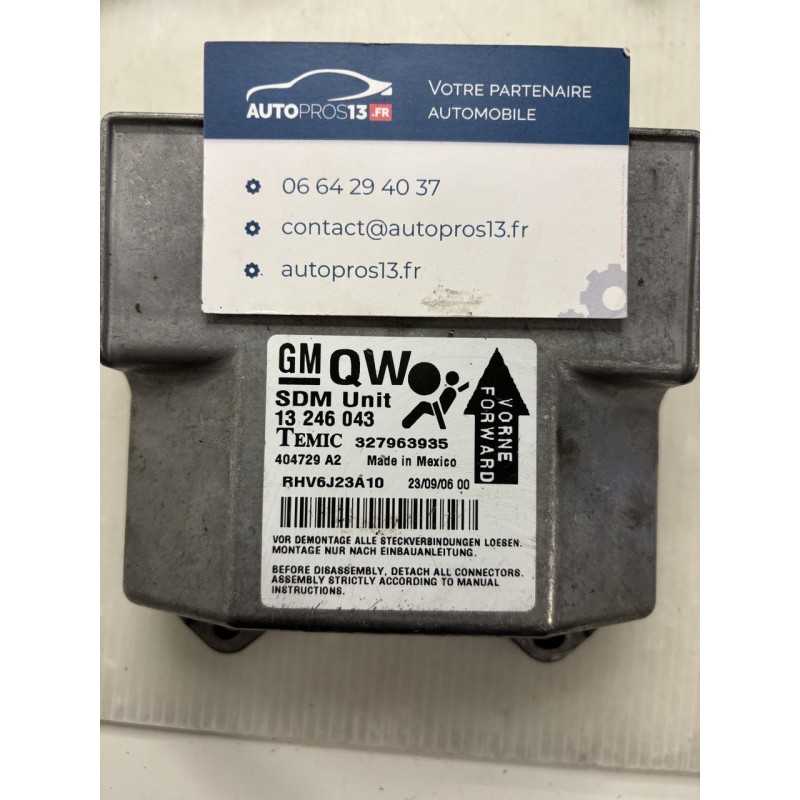 AUTOPROS13.FR
VOTRE PARTENAIRE
AUTOMOBILE
06 64 29 40 37
contact@autopros13.fr
autopros13.fr
GM QW
SDM Unit
13 246 043
TEMIC 327963935
404729 A2 Made in Mexico
RHV6J23A10 23/09/06 00
VORNE
FORWARD
VOR DEMONTAGE ALLE STECKVERBINDUNGEN LOESEN.
MONTAGE NUR NACH EINBAUANLEITUNG.
BEFORE DISASSEMBLY, DETACH ALL CONNECTORS.
ASSEMBLY STRICTLY ACCORDING TO MANUAL
INSTRUCTIONS.